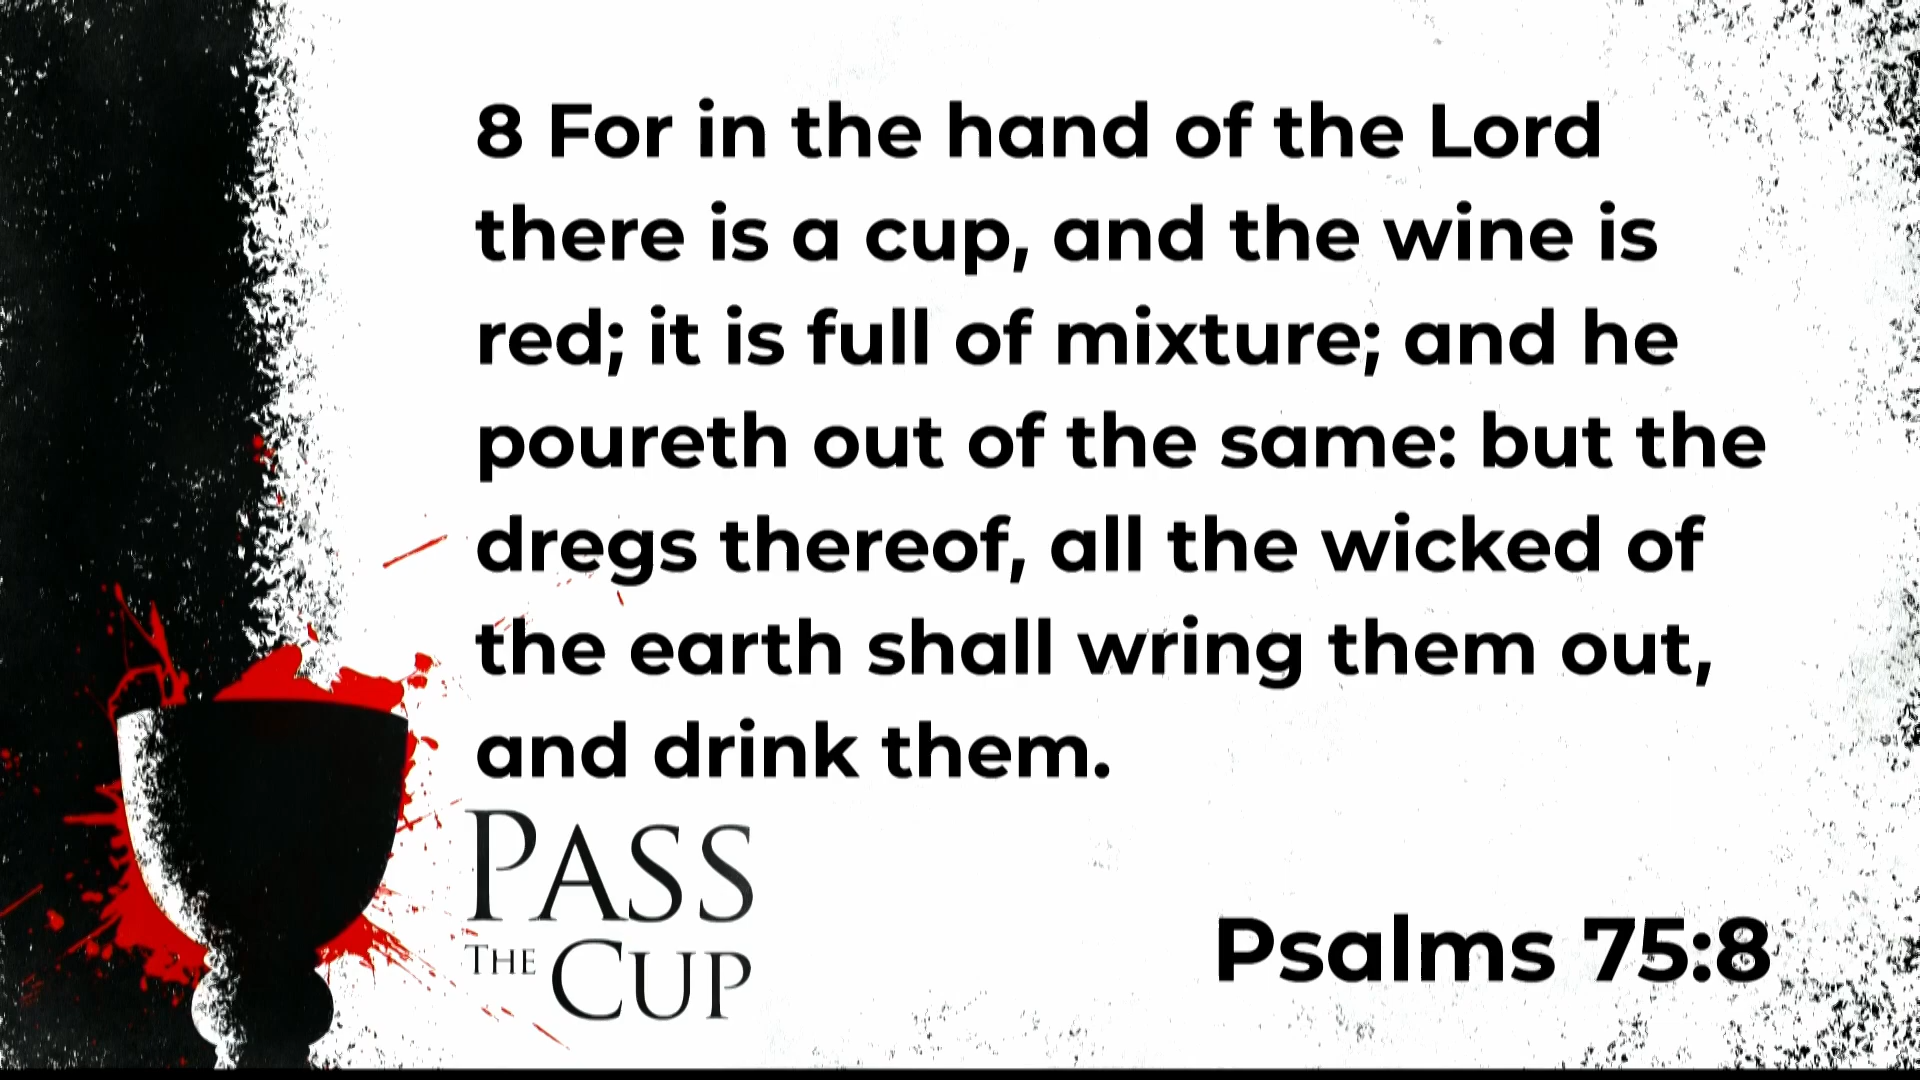 8 For in the hand of the Lord
there is a cup, and the wine is
red; it is full of mixture; and he
poureth out of the same: but the
dregs thereof, all the wicked of
the earth shall wring them out,
and drink them.
PASS
THE CUP
Psalms 75:8